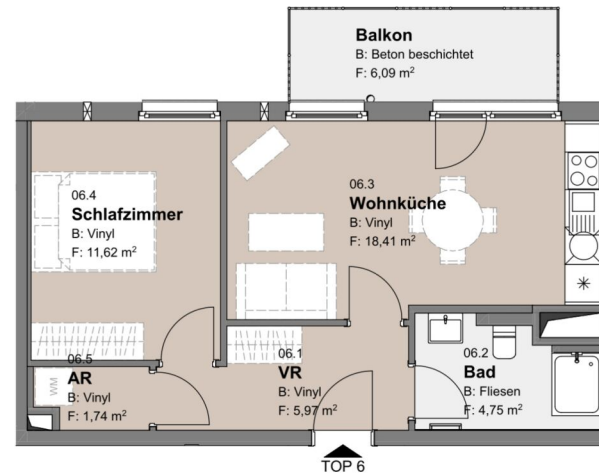 Balkon
B: Beton beschichtet
F: 6,09 m²
06.4
Schlafzimmer
B: Vinyl
F: 11,62 m²
06.3
Wohnküche
B: Vinyl
F: 18,41 m²
06.5
AR
B: Vinyl
F: 1,74 m²
WM
06.1
VR
B: Vinyl
F: 5,97 m²
06.2
Bad
B: Fliesen
F: 4,75 m²
TOP 6